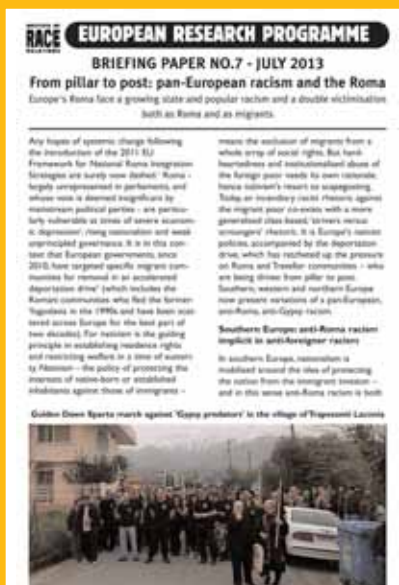 INSTITUTE OF
RACE
RELATIONS
EUROPEAN RESEARCH PROGRAMME
BRIEFING PAPER NO.7 - JULY 2013
From pillar to post: pan-European racism and the Roma
Europe's Roma face a growing state and popular racism and a double victimisation
both as Roma and as migrants.
Any hopes of systemic change following
the introduction of the 2011 EU
Framework for National Roma Integration
Strategies are surely now dashed. Roma -
largely unrepresented in parliaments, and
whose vote is deemed insignificant by
mainstream political parties - are particu-
larly vulnerable at times of severe econom-
ic depression, rising nationalism and weak
unprincipled governance. It is in this con-
text that European governments, since
2010, have targeted specific migrant com-
munities for removal in an accelerated
deportation drive (which includes the
Romani communities who fled the former
Yugoslavia in the 1990s and have been scat-
tered across Europe for the best part of
two decades). For nativism is the guiding
principle in establishing residence rights
and restricting welfare in a time of auster-
ity. Nativism - the policy of protecting the
interests of native-born or established
inhabitants against those of immigrants -
means the exclusion of migrants from a
whole array of social rights. But hard-
heartedness and institutionalised abuse of
the foreign poor needs its own rationale,
hence nativism's resort to scapegoating.
Today an incendiary racist rhetoric against
the migrant poor co-exists with a more
generalised class based, 'strivers versus
scroungers' rhetoric. It is Europe's nativist
policies, accompanied by the deportation
drive, which has ratcheted up the pressure
on Roma and Traveller communities - who
are being driven from pillar to post.
Southern, western and northern Europe
now present variations of a pan-European,
anti-Roma, anti-Gypsy racism.
Southern Europe: anti-Roma racism
implicit in anti-foreigner racism
In southern Europe, nationalism is
mobilised around the idea of protecting
the nation from the immigrant invasion -
and in this sense anti-Roma racism is both
Golden Dawn Sparta march against 'Gypsy predators' in the village of Trapezonti Laconia